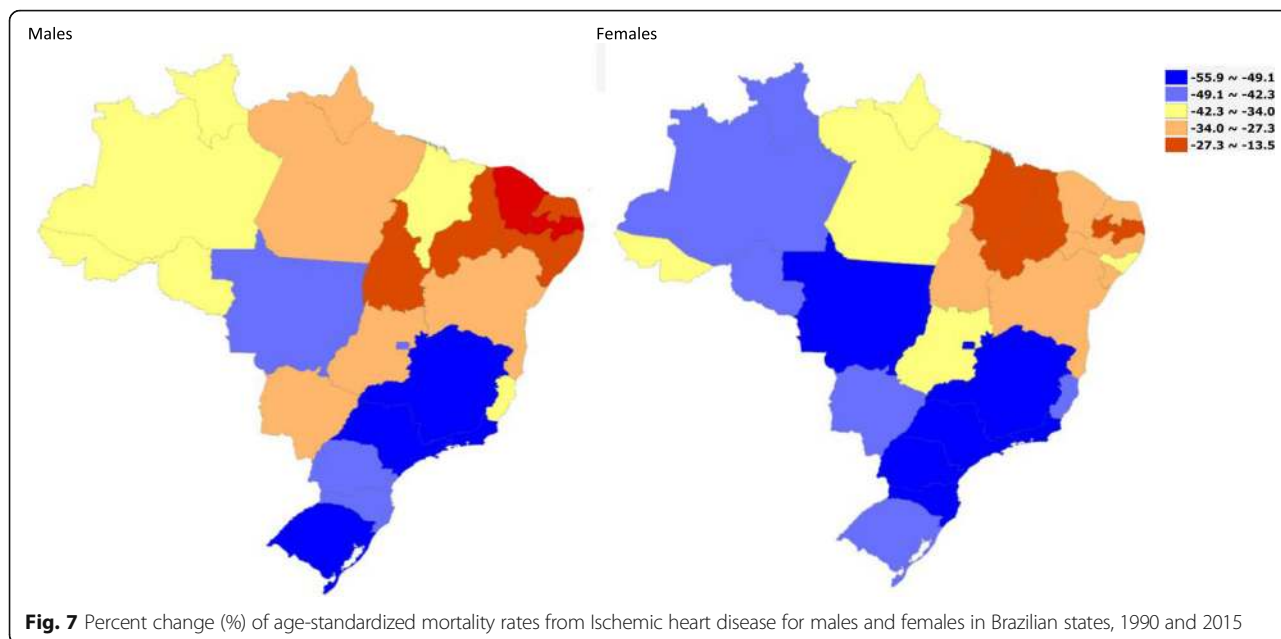 Males
Females
-55.9 ~ -49.1
-49.1 ~ -42.3
-42.3 ~ -34.0
-34.0 ~ -27.3
-27.3 ~ -13.5
Fig. 7 Percent change (%) of age-standardized mortality rates from Ischemic heart disease for males and females in Brazilian states, 1990 and 2015